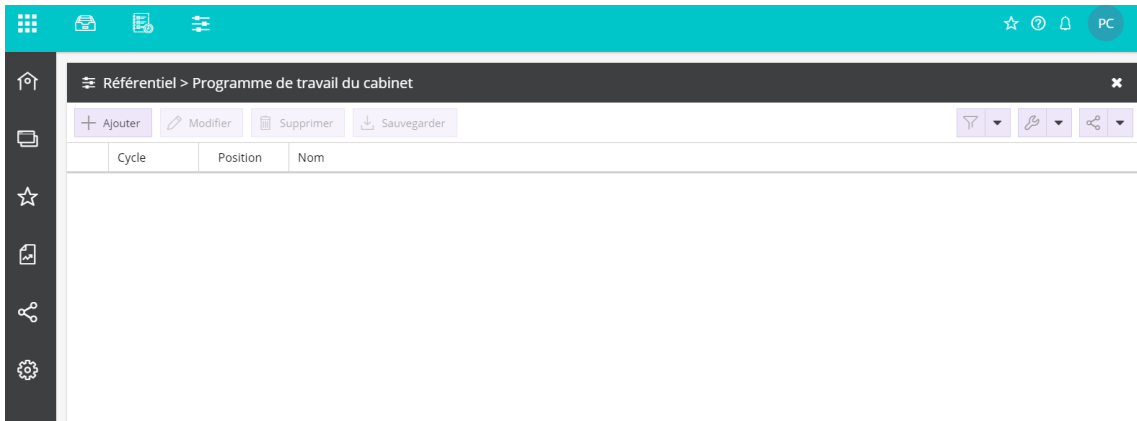 PC
Référentiel > Programme de travail du cabinet
Ajouter Modifier Supprimer Sauvegarder
Cycle Position Nom